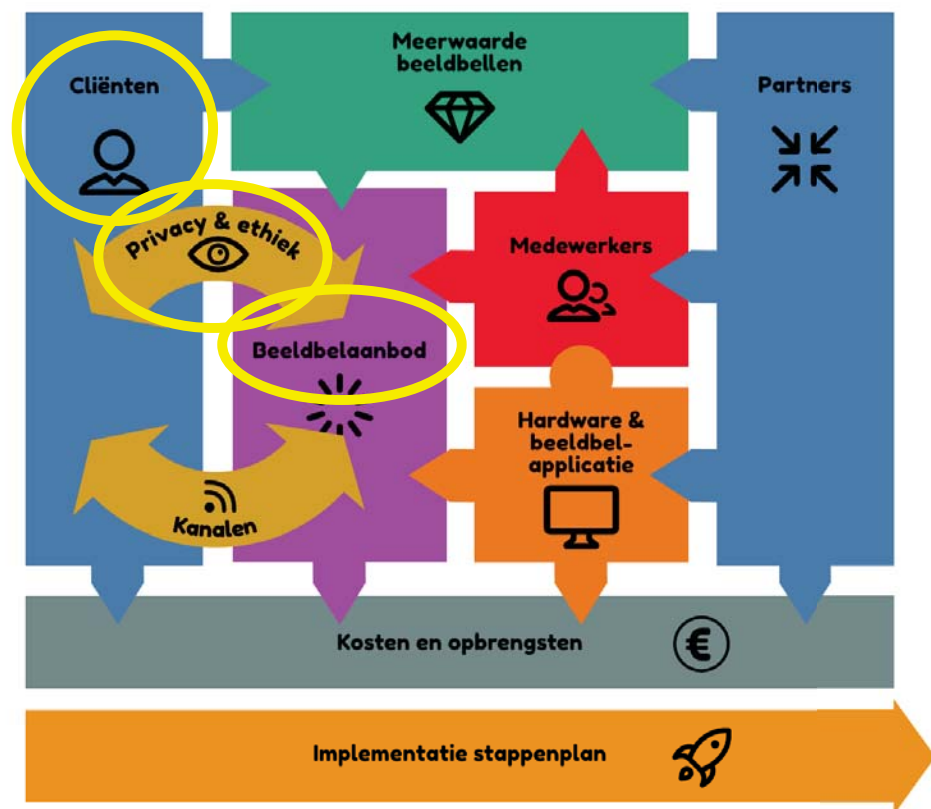 Cliënten
Meerwaarde
beeldbellen
Partners
Privacy & ethiek
Medewerkers
Beeldbelaanbod
Hardware &
beeldbel-
applicatie
Kanalen
Kosten en opbrengsten
€
Implementatie stappenplan